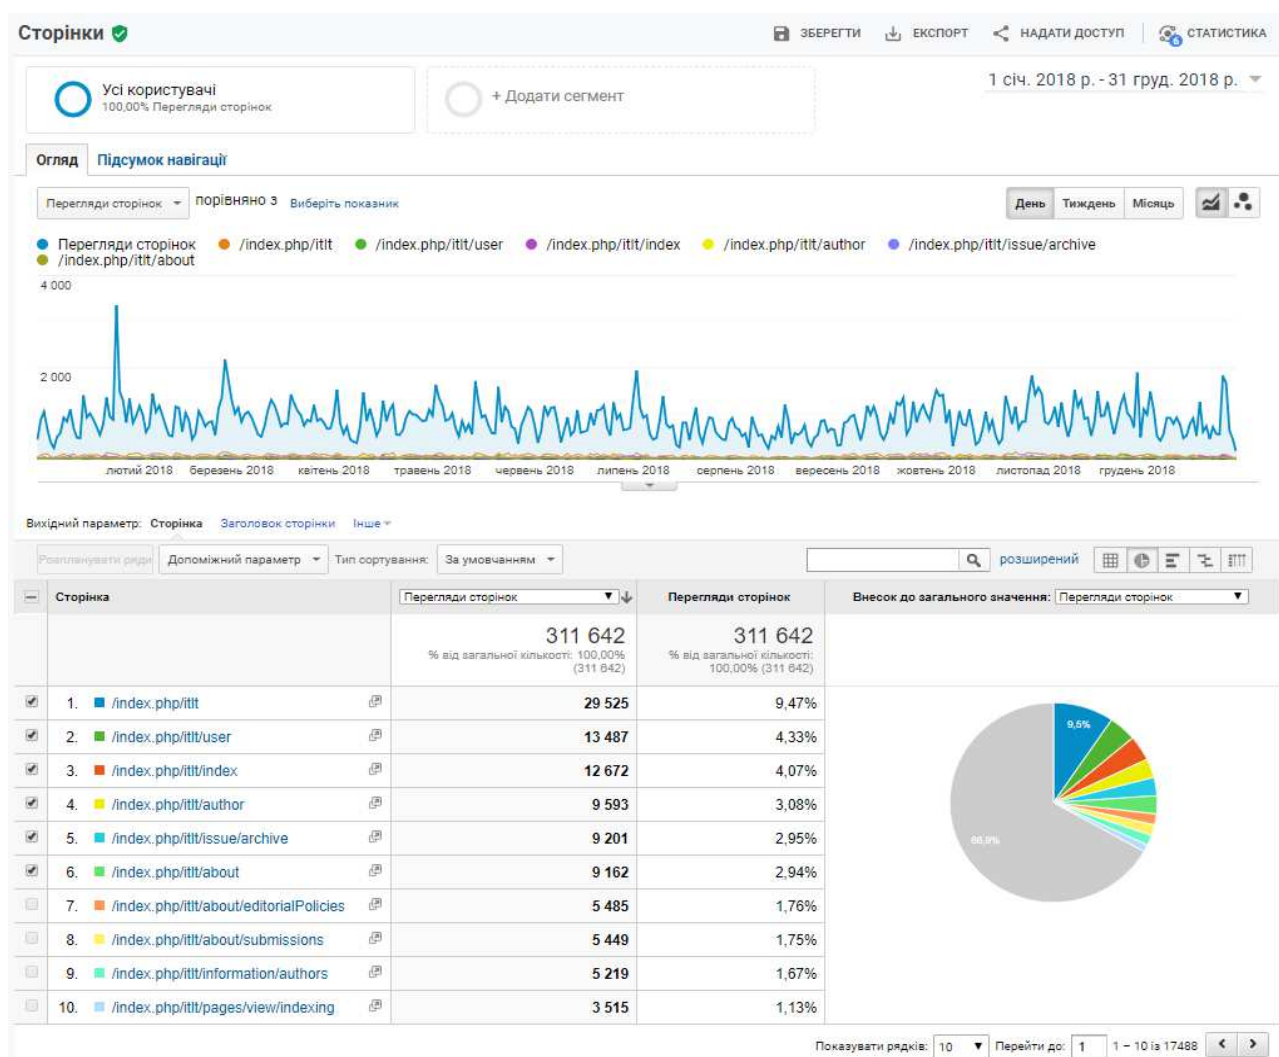 Сторінки
ЗБЕРЕГТИ ЕКСПОРТ НАДАТИ ДОСТУП 6 СТАТИСТИКА
Усі користувачі
100,00% Перегляди сторінок
+ Додати сегмент
1 січ. 2018 р. - 31 груд. 2018 р.
Огляд Підсумок навігації
Перегляди сторінок порівняно з Виберіть показник
День Тиждень Місяць
Перегляди сторінок /index.php/itlt /index.php/itlt/user /index.php/itlt/index /index.php/itlt/author /index.php/itlt/issue/archive
/index.php/itlt/about
4 000
2 000
лютий 2018 березень 2018 квітень 2018 травень 2018 червень 2018 липень 2018 серпень 2018 вересень 2018 жовтень 2018 листопад 2018 грудень 2018
Вихідний параметр: Сторінка Заголовок сторінки Інше
Розпланувати ряди Допоміжний параметр Тип сортування: За умовчанням розширений
Сторінка Перегляди сторінок Перегляди сторінок Внесок до загального значення: Перегляди сторінок
311 642 311 642
% від загальної кількості: 100,00% (311 642) % від загальної кількості: 100,00% (311 642)
1. /index.php/itlt 29 525 9,47%
2. /index.php/itlt/user 13 487 4,33%
3. /index.php/itlt/index 12 672 4,07%
4. /index.php/itlt/author 9 593 3,08%
5. /index.php/itlt/issue/archive 9 201 2,95%
6. /index.php/itlt/about 9 162 2,94%
7. /index.php/itlt/about/editorialPolicies 5 485 1,76%
8. /index.php/itlt/about/submissions 5 449 1,75%
9. /index.php/itlt/information/authors 5 219 1,67%
10. /index.php/itlt/pages/view/indexing 3 515 1,13%
9,5%
66,9%
Показувати рядків: 10 Перейти до: 1 1 – 10 із 17488